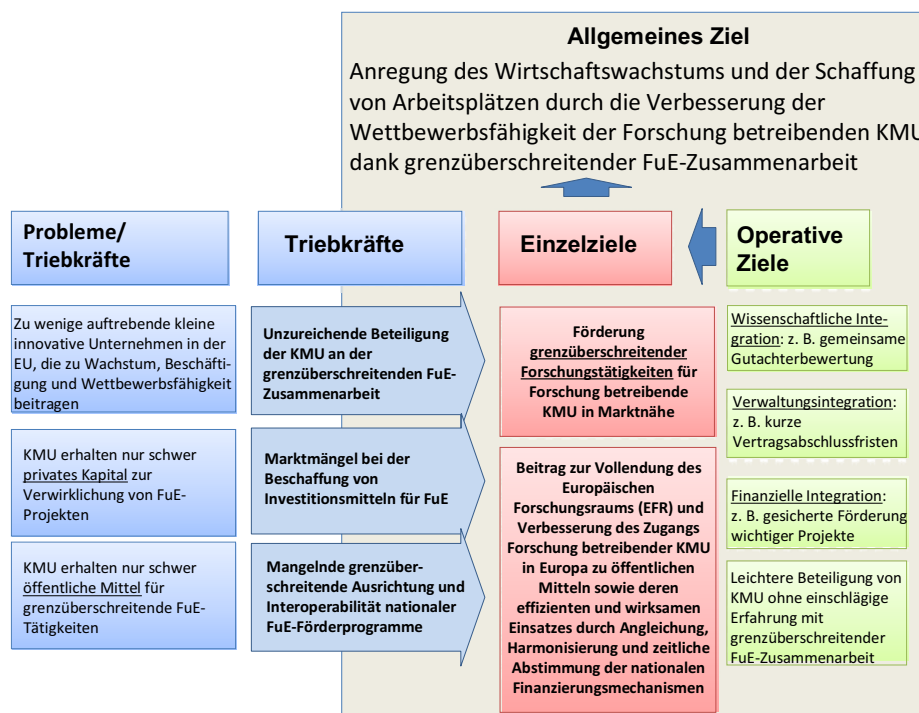 Allgemeines Ziel
Anregung des Wirtschaftswachstums und der Schaffung
von Arbeitsplätzen durch die Verbesserung der
Wettbewerbsfähigkeit der Forschung betreibenden KMU
dank grenzüberschreitender FuE-Zusammenarbeit
Probleme/
Triebkräfte
Triebkräfte
Einzelziele
Operative
Ziele
Zu wenige auftrebende kleine
innovative Unternehmen in der
EU, die zu Wachstum, Beschäfti-
gung und Wettbewerbsfähigkeit
beitragen
KMU erhalten nur schwer
privates Kapital zur
Verwirklichung von FuE-
Projekten
KMU erhalten nur schwer
öffentliche Mittel für
grenzüberschreitende FuE-
Tätigkeiten
Unzureichende Beteiligung
der KMU an der
grenzüberschreitenden FuE-
Zusammenarbeit
Marktmängel bei der
Beschaffung von
Investitionsmitteln für FuE
Mangelnde grenzüber-
schreitende Ausrichtung und
Interoperabilität nationaler
FuE-Förderprogramme
Förderung
grenzüberschreitender
Forschungstätigkeiten für
Forschung betreibende
KMU in Marktnähe
Beitrag zur Vollendung des
Europäischen
Forschungsraums (EFR) und
Verbesserung des Zugangs
Forschung betreibender KMU
in Europa zu öffentlichen
Mitteln sowie deren
effizienten und wirksamen
Einsatzes durch Angleichung,
Harmonisierung und zeitliche
Abstimmung der nationalen
Finanzierungsmechanismen
Wissenschaftliche Inte-
gration: z. B. gemeinsame
Gutachterbewertung
Verwaltungsintegration:
z. B. kurze
Vertragsabschlussfristen
Finanzielle Integration:
z. B. gesicherte Förderung
wichtiger Projekte
Leichtere Beteiligung von
KMU ohne einschlägige
Erfahrung mit
grenzüberschreitender
FuE-Zusammenarbeit